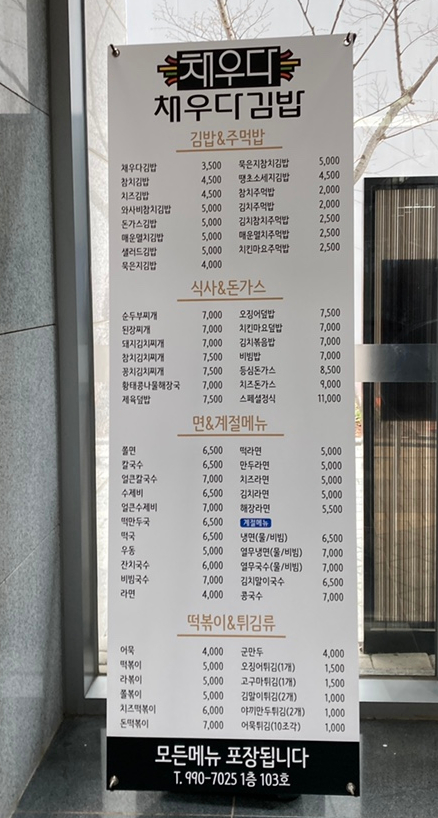 채우다
채우다김밥
김밥&주먹밥
채우다김밥 3,500
참치김밥 4,500
치즈김밥 4,500
와사비참치김밥 5,000
돈가스김밥 5,000
매운멸치김밥 5,000
샐러드김밥 5,000
묵은지김밥 4,000
묵은지참치김밥 5,000
땡초소세지김밥 4,500
참치주먹밥 2,000
김치주먹밥 2,000
김치참치주먹밥 2,500
매운멸치주먹밥 2,500
치킨마요주먹밥 2,500
식사&돈가스
순두부찌개 7,000
된장찌개 7,000
돼지김치찌개 7,000
참치김치찌개 7,500
꽁치김치찌개 7,500
황태콩나물해장국 7,000
제육덮밥 7,500
오징어덮밥 7,500
치킨마요덮밥 7,000
김치볶음밥 7,000
비빔밥 7,000
등심돈가스 8,500
치즈돈가스 9,000
스페셜정식 11,000
면&계절메뉴
쫄면 6,500
칼국수 6,500
얼큰칼국수 7,000
수제비 6,500
얼큰수제비 7,000
떡만두국 6,500
떡국 6,500
우동 5,000
잔치국수 6,000
비빔국수 7,000
라면 4,000
떡라면 5,000
만두라면 5,000
치즈라면 5,000
김치라면 5,000
해장라면 5,500
계절메뉴
냉면(물/비빔) 6,500
열무냉면(물/비빔) 7,000
열무국수(물/비빔) 7,000
김치말이국수 6,500
콩국수 7,000
떡볶이&튀김류
어묵 4,000
떡볶이 5,000
라볶이 5,000
쫄볶이 5,000
치즈떡볶이 6,000
돈떡볶이 7,000
군만두 4,000
오징어튀김(1개) 1,500
고구마튀김(1개) 1,500
김말이튀김(2개) 1,000
야끼만두튀김(2개) 1,000
어묵튀김(10조각) 1,000
모든메뉴 포장됩니다
T. 990-7025 1층 103호